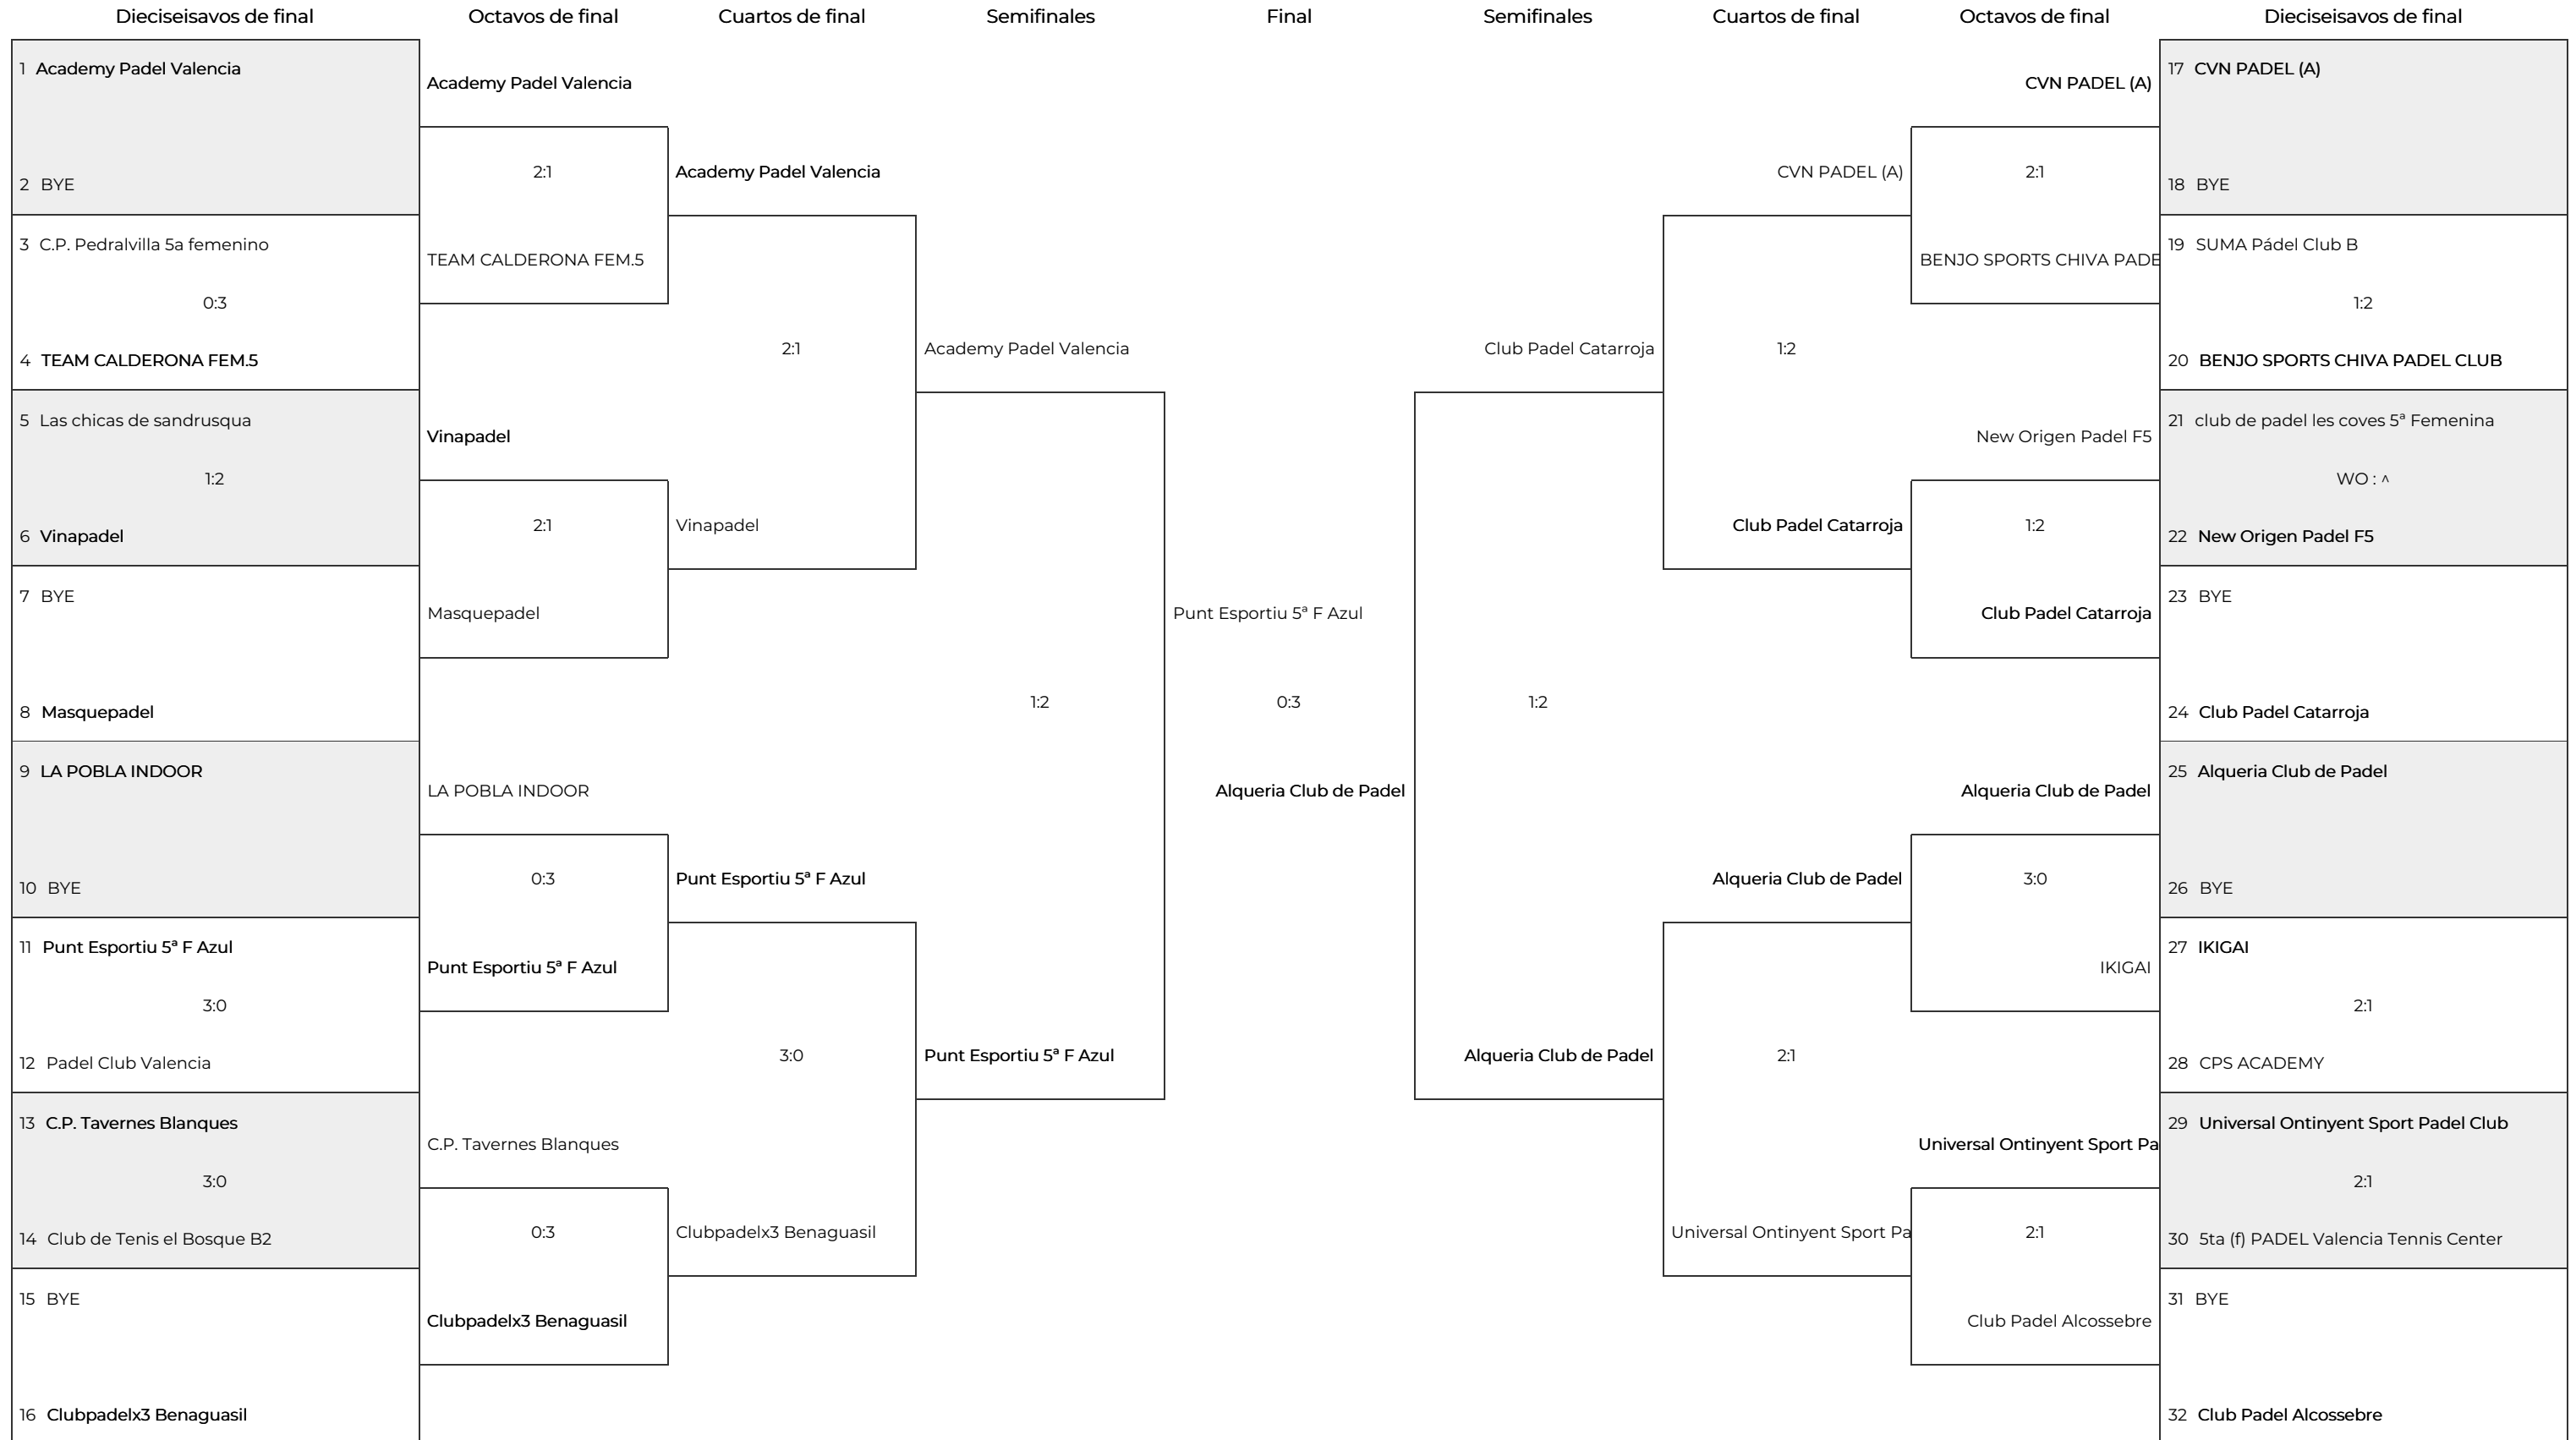 Dieciseisavos de final
Octavos de final
Cuartos de final
Semifinales
Final
Semifinales
Cuartos de final
Octavos de final
Dieciseisavos de final
1 Academy Padel Valencia
2 BYE
3 C.P. Pedralvilla 5a femenino
0:3
4 TEAM CALDERONA FEM.5
5 Las chicas de sandrusqua
1:2
6 Vinapadel
7 BYE
8 Masquepadel
9 LA POBLA INDOOR
10 BYE
11 Punt Esportiu 5ª F Azul
3:0
12 Padel Club Valencia
13 C.P. Tavernes Blanques
3:0
14 Club de Tenis el Bosque B2
15 BYE
16 Clubpadelx3 Benaguasil
Academy Padel Valencia
2:1
TEAM CALDERONA FEM.5
Vinapadel
2:1
Masquepadel
LA POBLA INDOOR
0:3
Punt Esportiu 5ª F Azul
C.P. Tavernes Blanques
0:3
Clubpadelx3 Benaguasil
Academy Padel Valencia
2:1
Vinapadel
Punt Esportiu 5ª F Azul
3:0
Clubpadelx3 Benaguasil
Academy Padel Valencia
1:2
Punt Esportiu 5ª F Azul
Punt Esportiu 5ª F Azul
0:3
Alqueria Club de Padel
Club Padel Catarroja
1:2
Alqueria Club de Padel
CVN PADEL (A)
1:2
Club Padel Catarroja
Alqueria Club de Padel
2:1
Universal Ontinyent Sport Pa
CVN PADEL (A)
2:1
BENJO SPORTS CHIVA PADE
New Origen Padel F5
1:2
Club Padel Catarroja
Alqueria Club de Padel
3:0
IKIGAI
Universal Ontinyent Sport Pa
2:1
Club Padel Alcossebre
17 CVN PADEL (A)
18 BYE
19 SUMA Pádel Club B
1:2
20 BENJO SPORTS CHIVA PADEL CLUB
21 club de padel les coves 5ª Femenina
WO : ^
22 New Origen Padel F5
23 BYE
24 Club Padel Catarroja
25 Alqueria Club de Padel
26 BYE
27 IKIGAI
2:1
28 CPS ACADEMY
29 Universal Ontinyent Sport Padel Club
2:1
30 5ta (f) PADEL Valencia Tennis Center
31 BYE
32 Club Padel Alcossebre